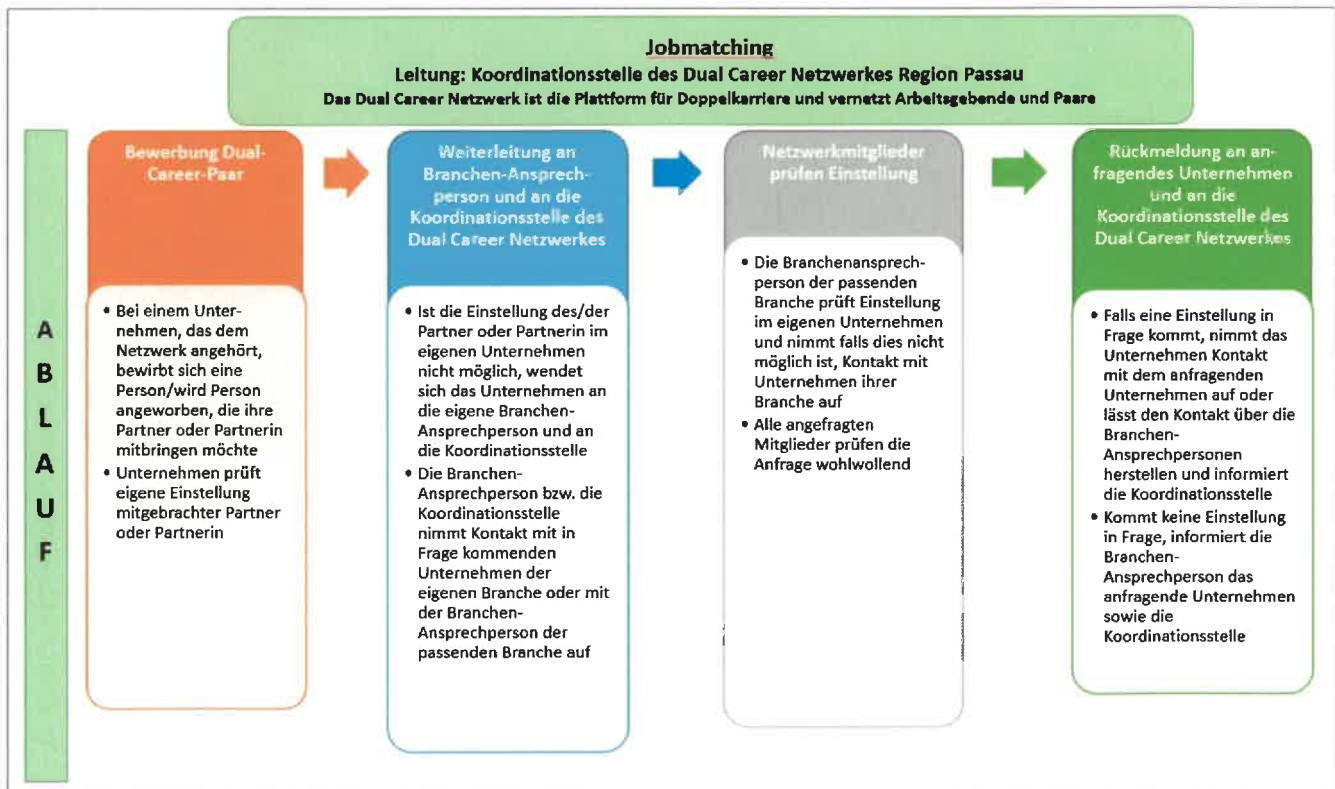 Jobmatching
Leitung: Koordinationsstelle des Dual Career Netzwerkes Region Passau
Das Dual Career Netzwerk ist die Plattform für Doppelkarriere und vernetzt Arbeitsgebende und Paare
A
B
L
A
U
F
Bewerbung Dual-
Career-Paar
• Bei einem Unter-
nehmen, das dem
Netzwerk angehört,
bewirbt sich eine
Person/wird Person
angeworben, die ihre
Partner oder Partnerin
mitbringen möchte
• Unternehmen prüft
eigene Einstellung
mitgebrachter Partner
oder Partnerin
Weiterleitung an
Branchen-Ansprech-
person und an die
Koordinationsstelle des
Dual Career Netzwerkes
• Ist die Einstellung des/der
Partner oder Partnerin im
eigenen Unternehmen
nicht möglich, wendet
sich das Unternehmen an
die eigene Branchen-
Ansprechperson und an
die Koordinationsstelle
• Die Branchen-
Ansprechperson bzw. die
Koordinationsstelle
nimmt Kontakt mit in
Frage kommenden
Unternehmen der
eigenen Branche oder mit
der Branchen-
Ansprechperson der
passenden Branche auf
Netzwerkmitglieder
prüfen Einstellung
• Die Branchenansprech-
person der passenden
Branche prüft Einstellung
im eigenen Unternehmen
und nimmt falls dies nicht
möglich ist, Kontakt mit
Unternehmen ihrer
Branche auf
• Alle angefragten
Mitglieder prüfen die
Anfrage wohlwollend
Rückmeldung an an-
fragendes Unternehmen
und an die
Koordinationsstelle des
Dual Career Netzwerkes
• Falls eine Einstellung in
Frage kommt, nimmt das
Unternehmen Kontakt
mit dem anfragenden
Unternehmen auf oder
lässt den Kontakt über die
Branchen-
Ansprechpersonen
herstellen und informiert
die Koordinationsstelle
• Kommt keine Einstellung
in Frage, informiert die
Branchen-
Ansprechperson das
anfragende Unternehmen
sowie die
Koordinationsstelle